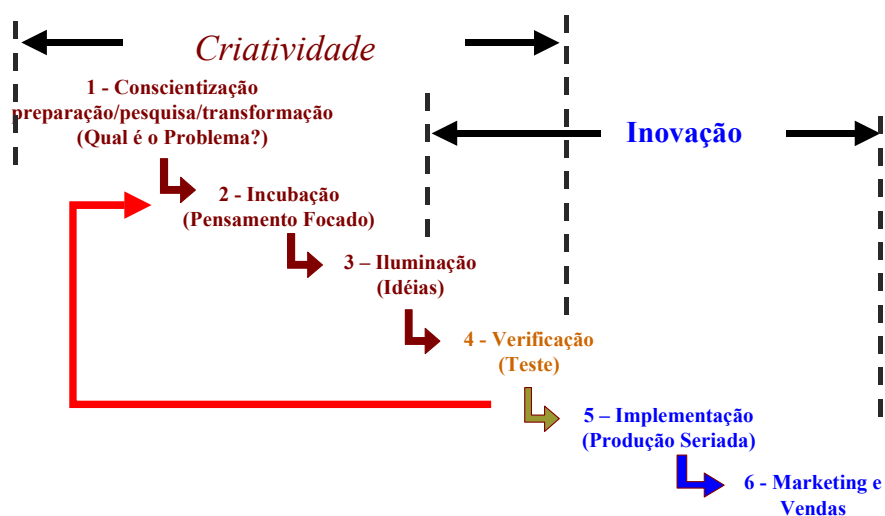 Criatividade
1 - Conscientização
preparação/pesquisa/transformação
(Qual é o Problema?)
Inovação
2 - Incubação
(Pensamento Focado)
3 – Iluminação
(Idéias)
4 - Verificação
(Teste)
5 – Implementação
(Produção Seriada)
6 - Marketing e
Vendas